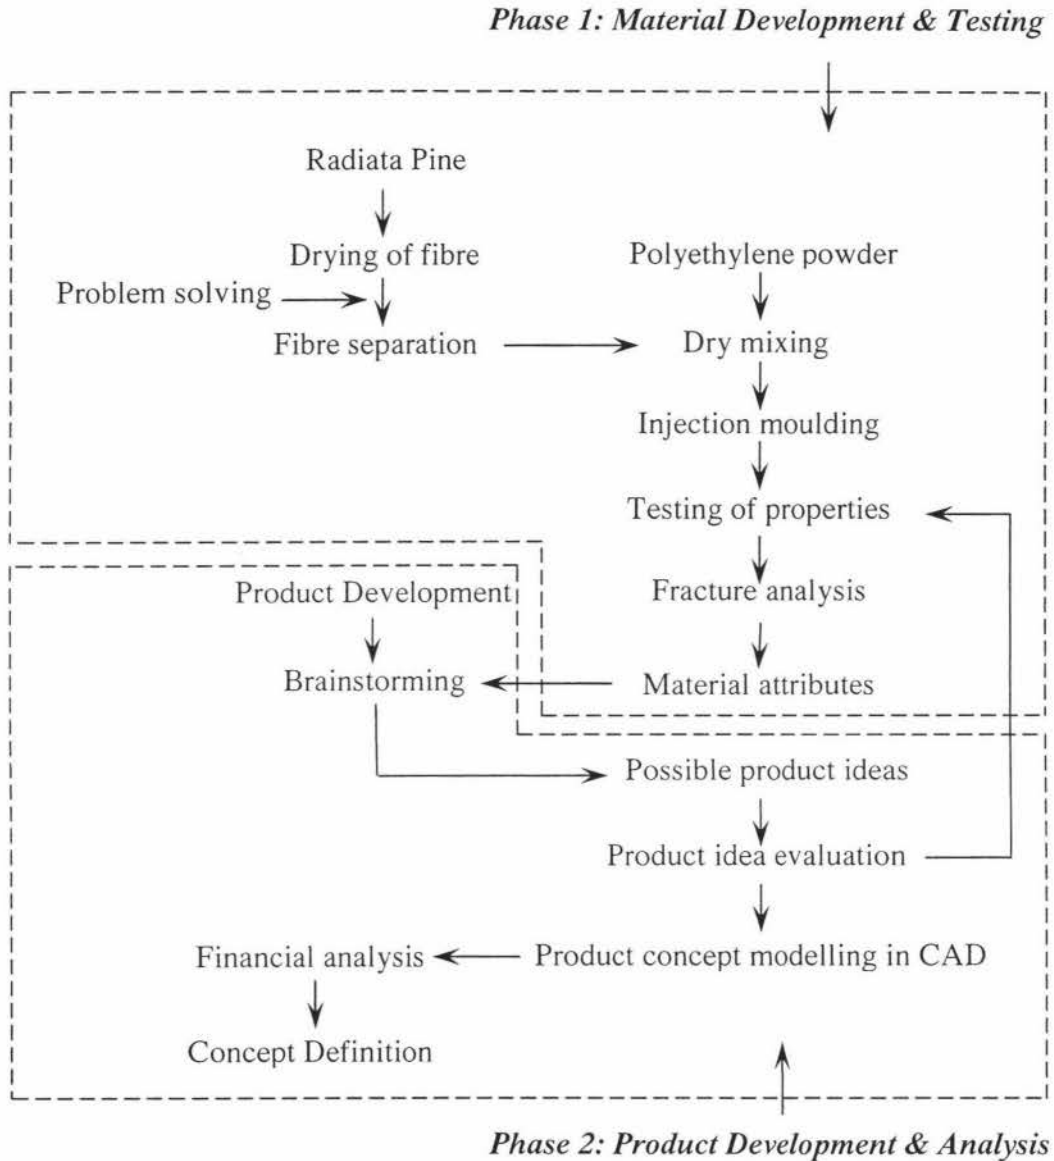 Phase 1: Material Development & Testing
Radiata Pine
Drying of fibre
Polyethylene powder
Problem solving
Fibre separation
Dry mixing
Injection moulding
Testing of properties
Product Development
Fracture analysis
Brainstorming
Material attributes
Possible product ideas
Product idea evaluation
Financial analysis
Product concept modelling in CAD
Concept Definition
Phase 2: Product Development & Analysis